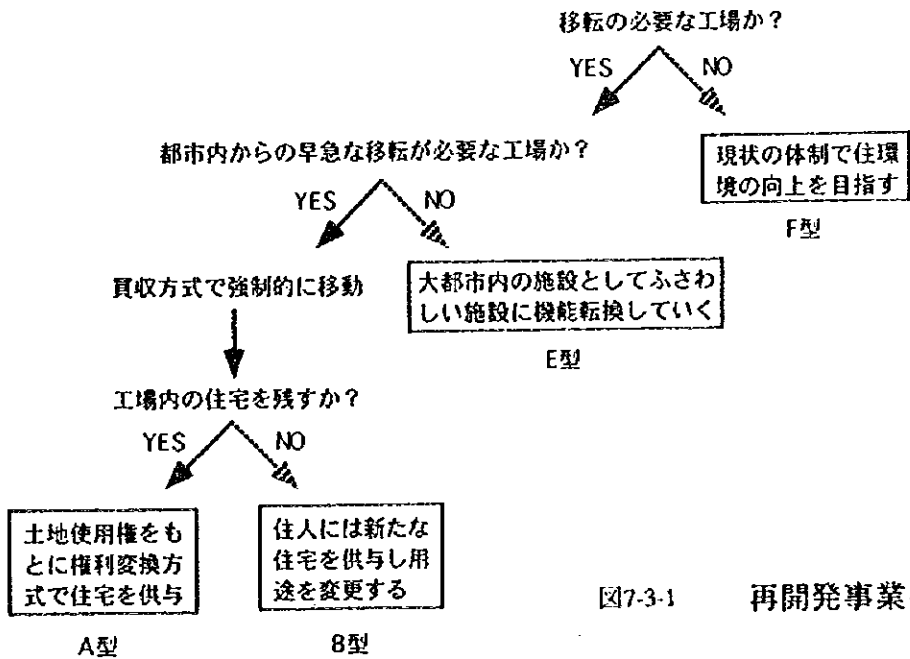 移転の必要な工場か?
YES
NO
都市内からの早急な移転が必要な工場か?
現状の体制で住環
境の向上を目指す
F型
YES
NO
買収方式で強制的に移動
大都市内の施設としてふさわ
しい施設に機能転換していく
E型
工場内の住宅を残すか?
YES
NO
土地使用権をも
とに権利変換方
式で住宅を供与
A型
住人には新たな
住宅を供与し用
途を変更する
B型
図7-3-1 再開発事業